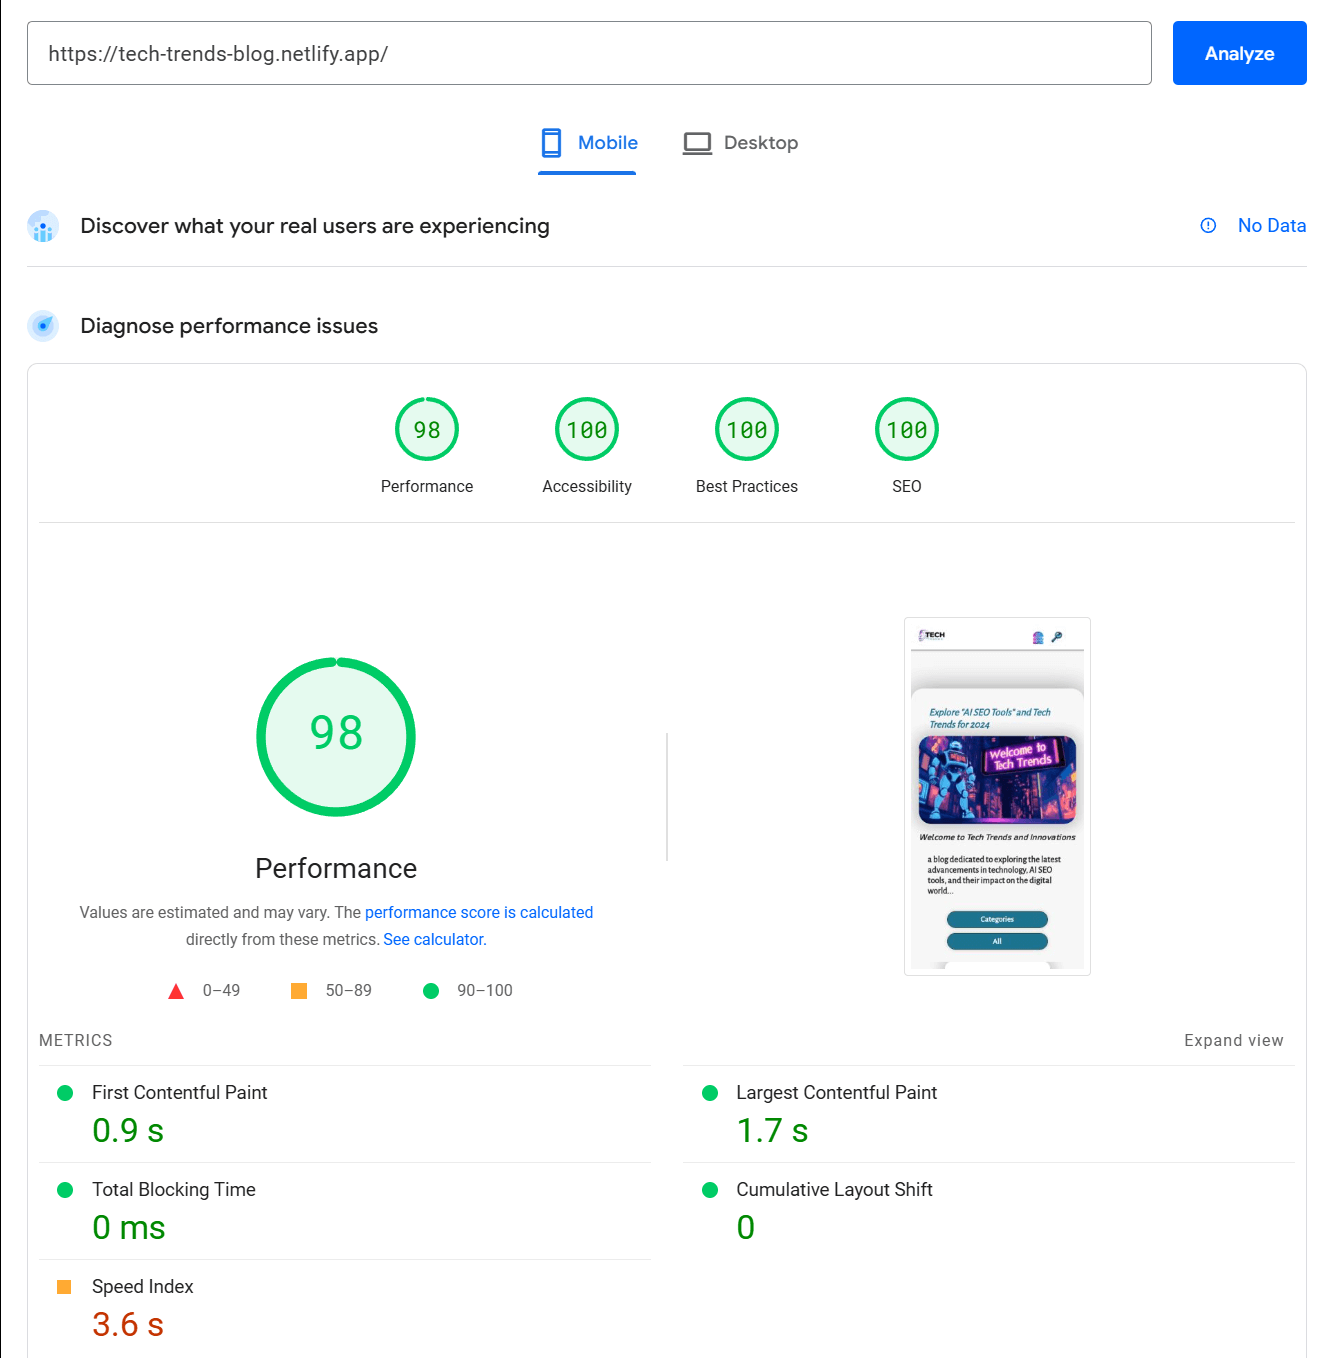 https://tech-trends-blog.netlify.app/
Analyze
Mobile
Desktop
Discover what your real users are experiencing
No Data
Diagnose performance issues
98
100
100
100
Performance
Accessibility
Best Practices
SEO
98
Performance
Values are estimated and may vary. The performance score is calculated
directly from these metrics. See calculator.
0–49
50–89
90–100
TECH
Explore "AI SEO Tools" and Tech
Trends for 2024
Welcome to
Tech Trends
Welcome to Tech Trends and Innovations
a blog dedicated to exploring the latest
advancements in technology, AI SEO
tools, and their impact on the digital
world...
Categories
All
METRICS
Expand view
First Contentful Paint
0.9 s
Largest Contentful Paint
1.7 s
Total Blocking Time
0 ms
Cumulative Layout Shift
0
Speed Index
3.6 s